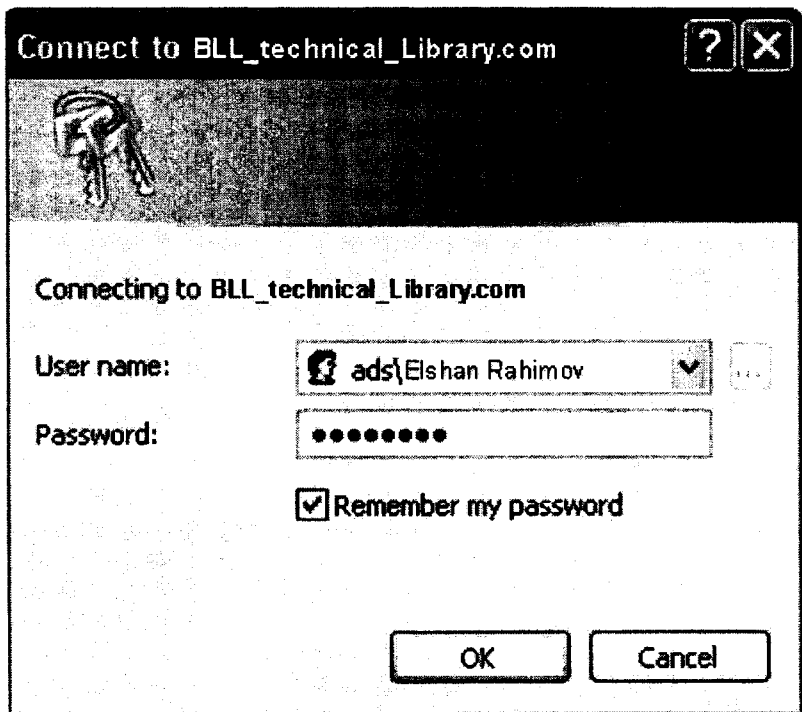 Connect to BLL_technical_Library.com
Connecting to BLL_technical_Library.com
User name: ads\Elshan Rahimov ...
Password: ●●●●●●●●
Remember my password
OK Cancel